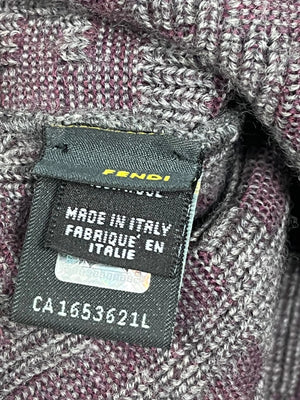 FENDI
MADE IN ITALY
FABRIQUÉ EN
ITALIE
CA1653621L